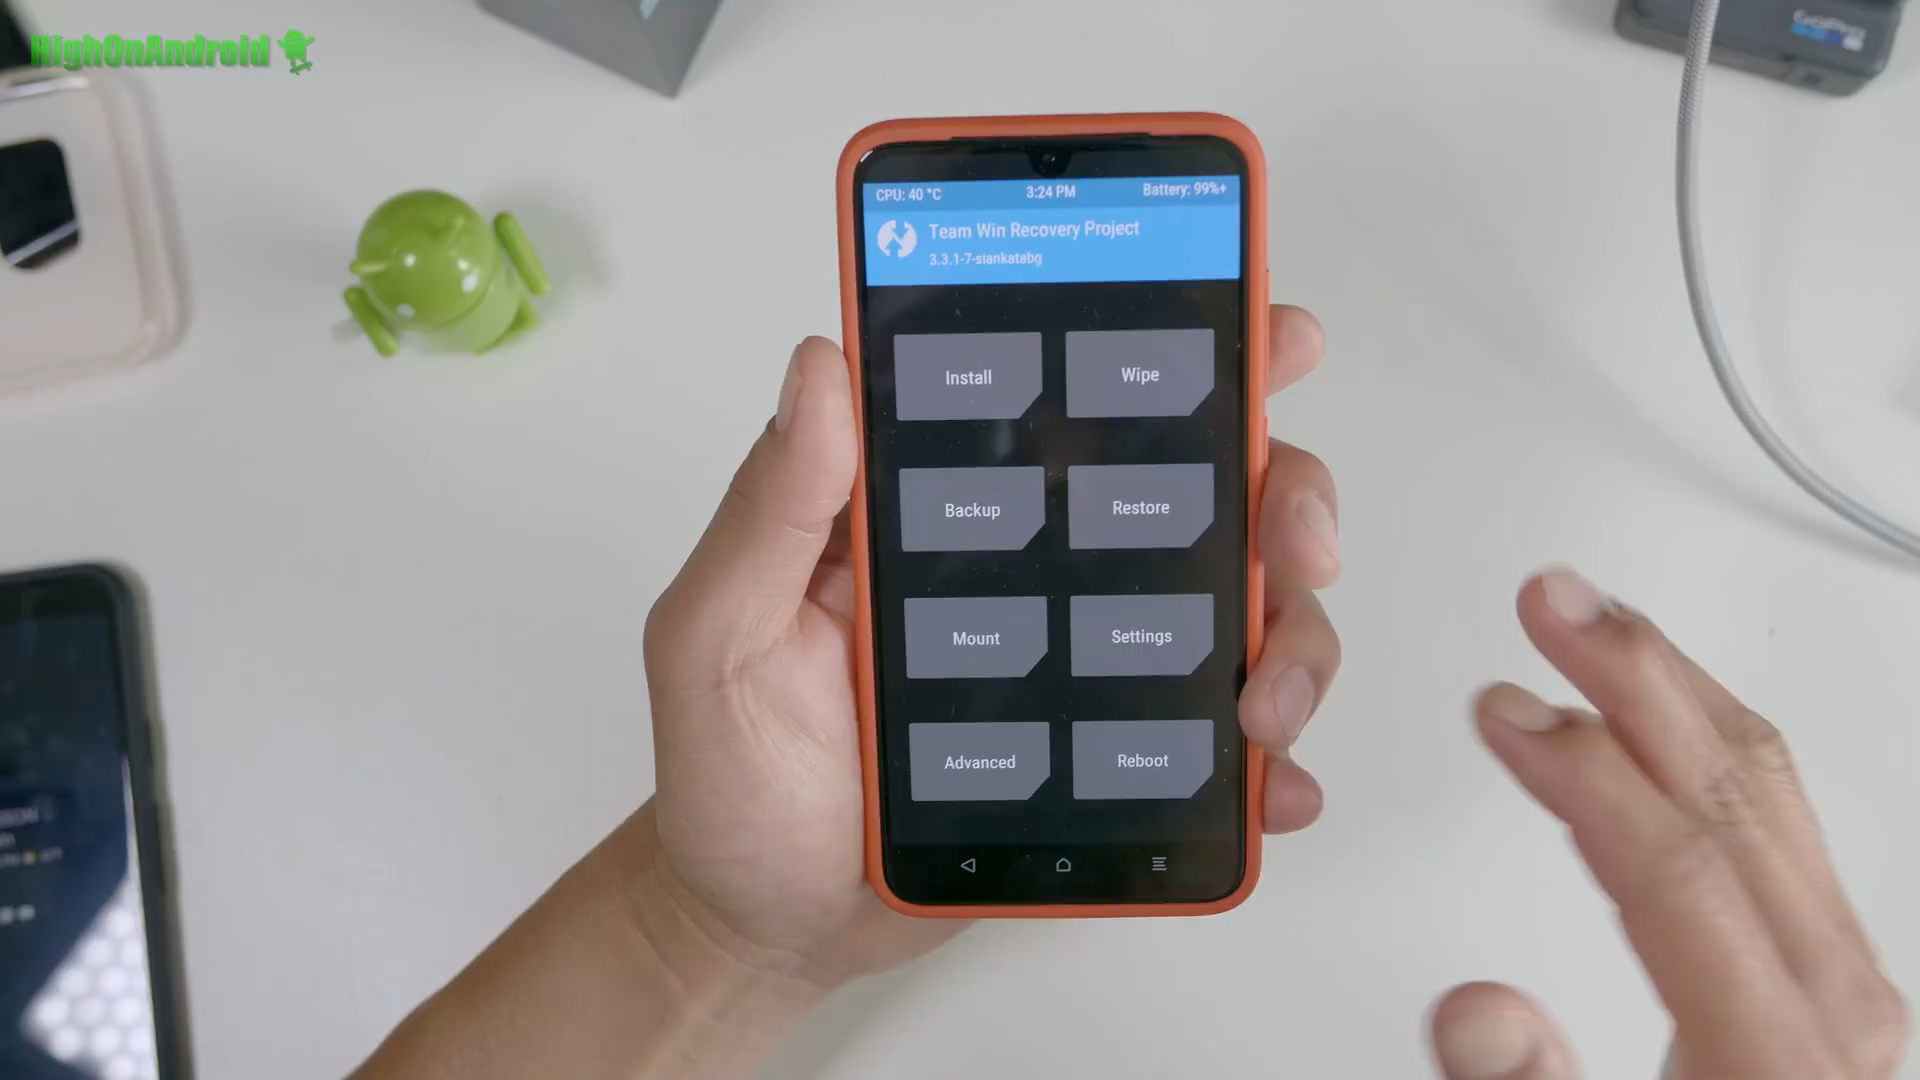 HighOnAndroid
GoPro
CPU: 40 °C
3:24 PM
Battery: 99%+
Team Win Recovery Project
3.3.1-7-siankatabg
Install
Wipe
Backup
Restore
Mount
Settings
Advanced
Reboot